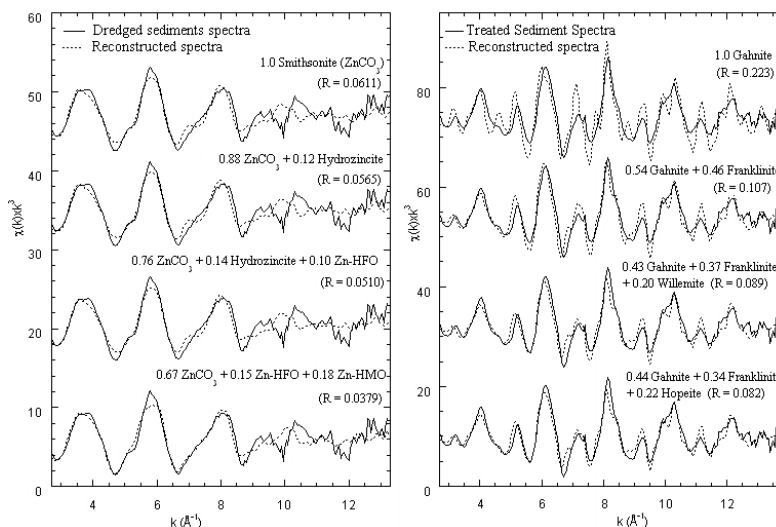 Dredged sediments spectra
Reconstructed spectra
1.0 Smithsonite (ZnCO3)
(R = 0.0611)
0.88 ZnCO3 + 0.12 Hydrozincite
(R = 0.0565)
0.76 ZnCO3 + 0.14 Hydrozincite + 0.10 Zn-HFO
(R = 0.0510)
0.67 ZnCO3 + 0.15 Zn-HFO + 0.18 Zn-HMO
(R = 0.0379)
χ(k)xk3
60
50
40
30
20
10
0
4 6 8 10 12
k (Å-1)
Treated Sediment Spectra
Reconstructed spectra
1.0 Gahnite
(R = 0.223)
0.54 Gahnite + 0.46 Franklinite
(R = 0.107)
0.43 Gahnite + 0.37 Franklinite
+ 0.20 Willemite (R = 0.089)
0.44 Gahnite + 0.34 Franklinite
+ 0.22 Hopeite (R = 0.082)
χ(k)xk3
80
60
40
20
0
4 6 8 10 12
k (Å-1)